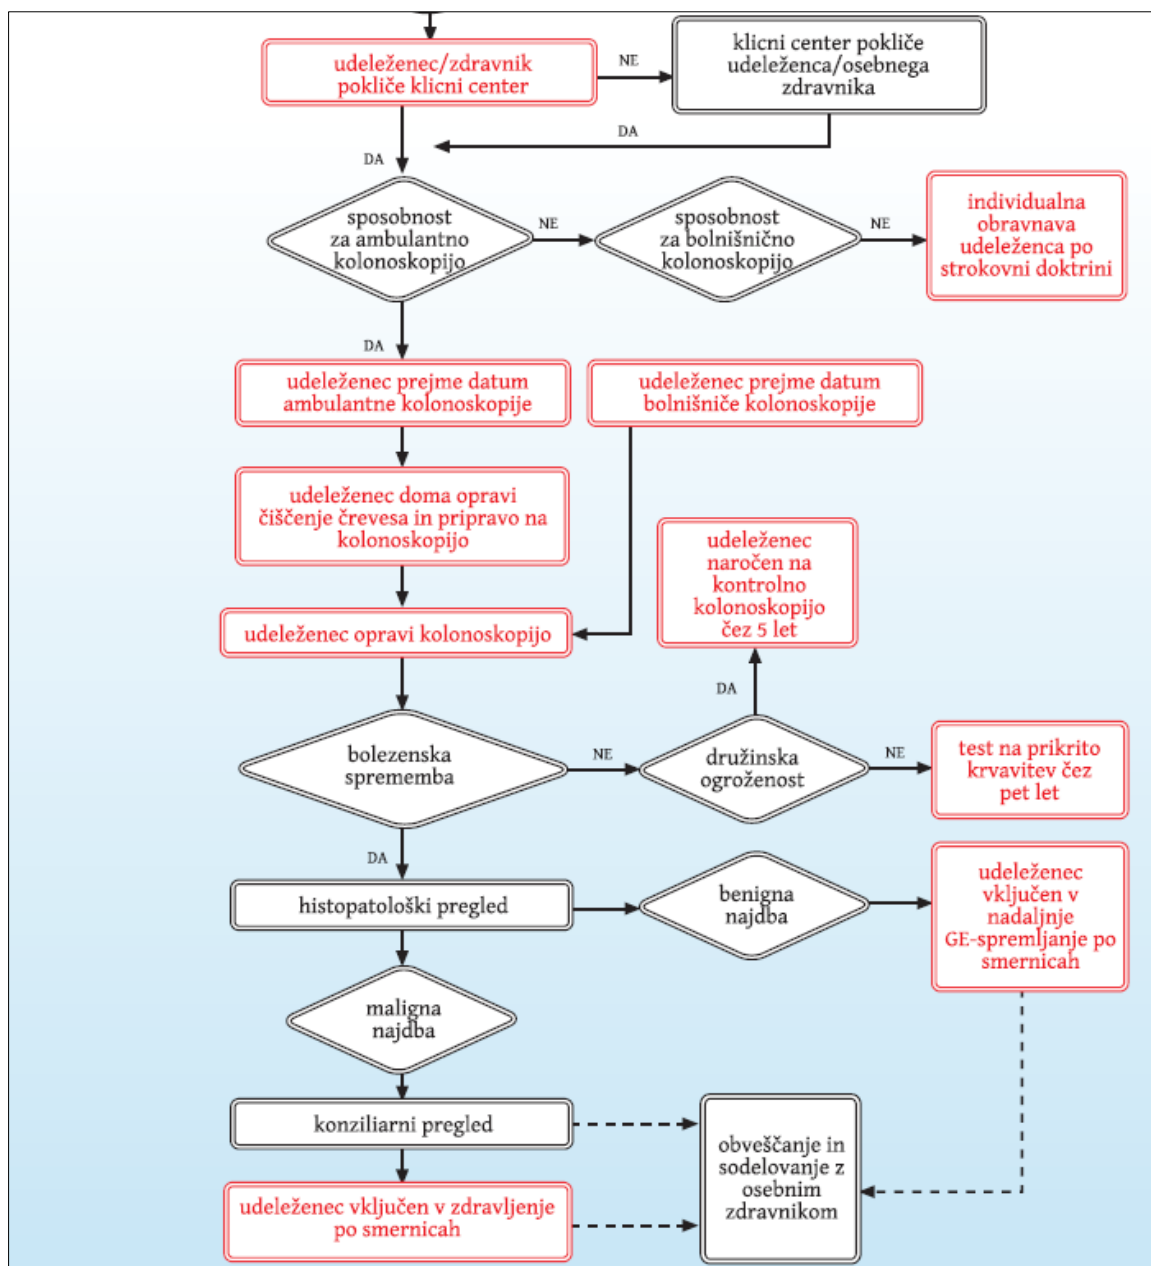 udeleženec/zdravnik
pokliče klicni center
NE
klicni center pokliče
udeleženca/osebnega
zdravnika
DA
DA
sposobnost
za ambulantno
kolonoskopijo
NE
sposobnost
za bolnišnično
kolonoskopijo
NE
individualna
obravnava
udeleženca po
strokovni doktrini
DA
udeleženec prejme datum
ambulantne kolonoskopije
udeleženec prejme datum
bolnišniče kolonoskopije
udeleženec doma opravi
čiščenje črevesa in pripravo na
kolonoskopijo
udeleženec
naročen na
kontrolno
kolonoskopijo
čez 5 let
udeleženec opravi kolonoskopijo
DA
bolezenska
sprememba
NE
družinska
ogroženost
NE
test na prikrito
krvavitev čez
pet let
DA
histopatološki pregled
benigna
najdba
udeleženec
vključen v
nadaljnje
GE-spremljanje po
smernicah
maligna
najdba
konziliarni pregled
obveščanje in
sodelovanje z
osebnim
zdravnikom
udeleženec vključen v zdravljenje
po smernicah